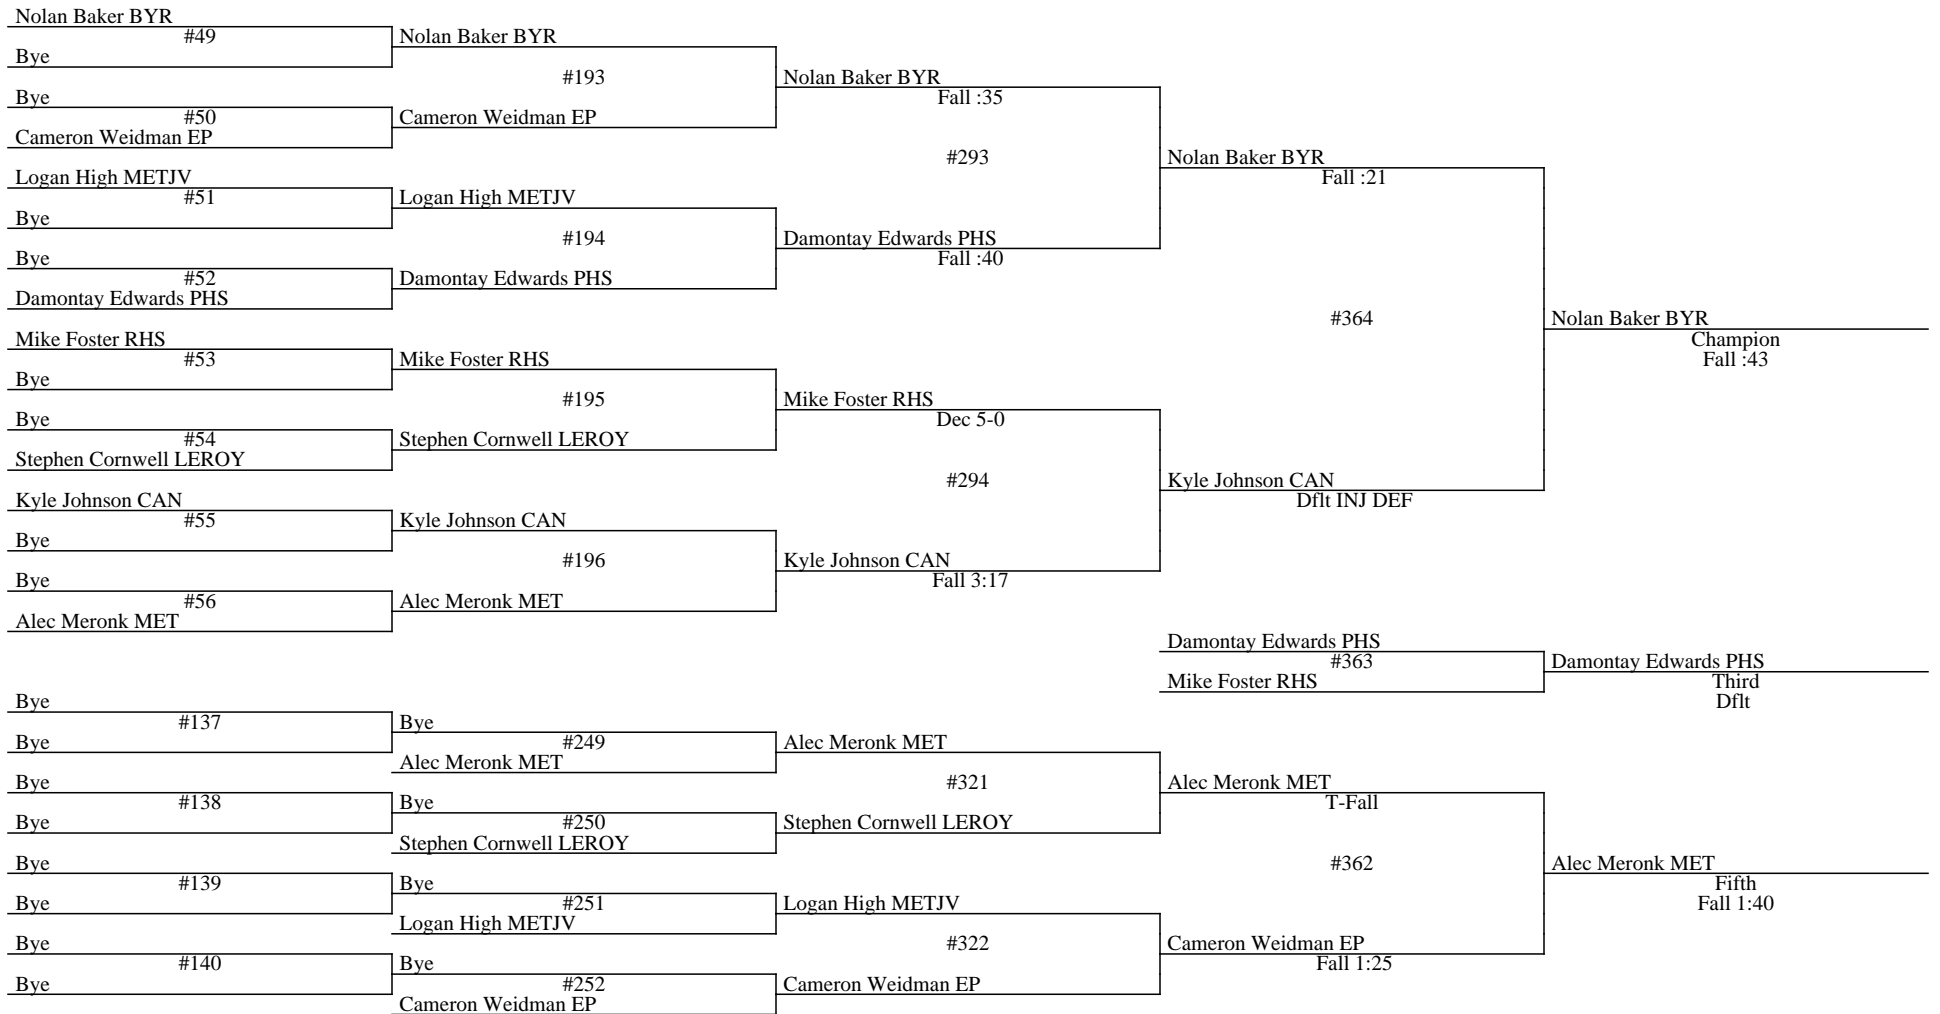 Nolan Baker BYR
#49
Bye
Nolan Baker BYR
#193
Bye
#50
Cameron Weidman EP
Cameron Weidman EP
Nolan Baker BYR
Fall :35
#293
Logan High METJV
#51
Bye
Logan High METJV
#194
Bye
#52
Damontay Edwards PHS
Damontay Edwards PHS
Damontay Edwards PHS
Fall :40
Nolan Baker BYR
Fall :21
#364
Mike Foster RHS
#53
Bye
Mike Foster RHS
#195
Bye
#54
Stephen Cornwell LEROY
Stephen Cornwell LEROY
Mike Foster RHS
Dec 5-0
#294
Kyle Johnson CAN
#55
Bye
Kyle Johnson CAN
#196
Bye
#56
Alec Meronk MET
Alec Meronk MET
Kyle Johnson CAN
Fall 3:17
Kyle Johnson CAN
Dflt INJ DEF
Nolan Baker BYR
Champion
Fall :43
Damontay Edwards PHS
#363
Mike Foster RHS
Damontay Edwards PHS
Third
Dflt
Bye
#137
Bye
Bye
#249
Alec Meronk MET
Alec Meronk MET
#321
Bye
#138
Bye
Bye
#250
Stephen Cornwell LEROY
Stephen Cornwell LEROY
Alec Meronk MET
T-Fall
#362
Bye
#139
Bye
Bye
#251
Logan High METJV
Logan High METJV
#322
Bye
#140
Bye
Bye
#252
Cameron Weidman EP
Cameron Weidman EP
Cameron Weidman EP
Fall 1:25
Alec Meronk MET
Fifth
Fall 1:40